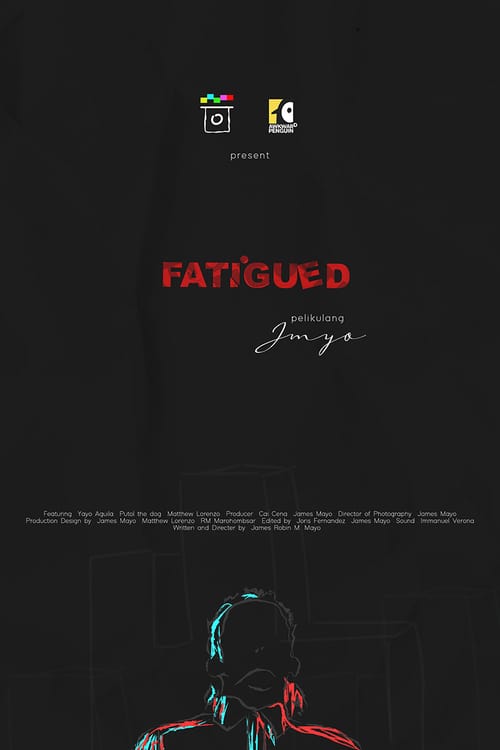 AWKWARD
PENGUIN
present
FATIGUED
pelikulang
Jmyo
Featuring Yayo Aguila Putol the dog Matthew Lorenzo Producer Cai Cena James Mayo Director of Photography James Mayo
Production Design by James Mayo Matthew Lorenzo RM Marohombsar Edited by Joris Fernandez James Mayo Sound Immanuel Verona
Written and Directer by James Robin M. Mayo